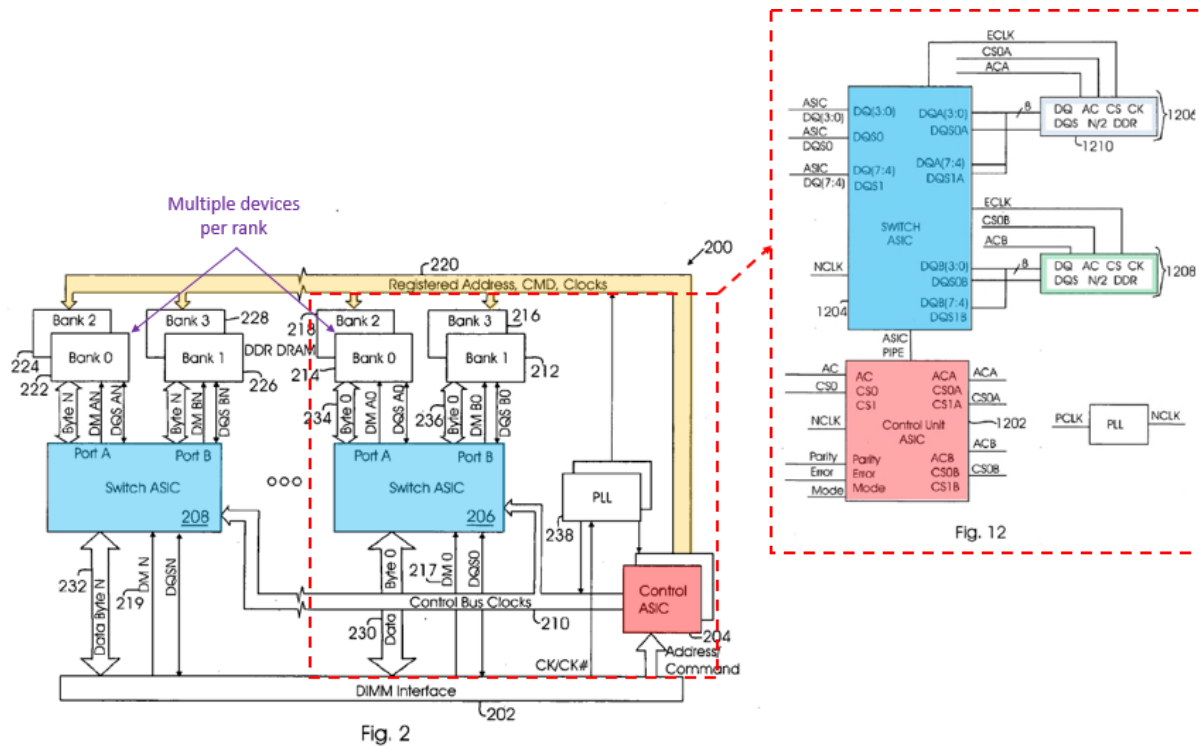 Multiple devices
per rank
200
220
Registered Address, CMD, Clocks
Bank 2
Bank 0
224
222
228
Bank 3
Bank 1
226
DDR DRAM
218
Bank 2
Bank 0
214
216
Bank 3
Bank 1
212
Byte N
DM AN
DQS AN
Byte N
DM BN
DQS BN
234
Byte 0
DM A0
DQS A0
236
Byte 0
DM B0
DQS B0
Port A
Port B
Switch ASIC
208
Port A
Port B
Switch ASIC
206
PLL
238
Control
ASIC
204
232
Data Byte N
DM N
219
DQSN
Data Byte 0
230
217
DM 0
DQS0
Control Bus Clocks
210
CK/CK#
Address/
Command
DIMM Interface
202
Fig. 2
ECLK
CS0A
ACA
ASIC
DQ(3:0)
ASIC
DQS0
ASIC
DQ(7:4)
DQ(3:0)
DQS0
DQ(7:4)
DQS1
DQA(3:0)
DQS0A
DQA(7:4)
DQS1A
8
DQ AC CS CK
DQS N/2 DDR
1206
1210
ECLK
CS0B
ACB
SWITCH
ASIC
NCLK
1204
DQB(3:0)
DQS0B
DQB(7:4)
DQS1B
8
DQ AC CS CK
DQS N/2 DDR
1208
ASIC
PIPE
AC
CS0
NCLK
Parity
Error
Mode
AC
CS0
CS1
ACA
CS0A
CS1A
Control Unit
ASIC
Parity
Error
Mode
ACB
CS0B
CS1B
ACA
CS0A
1202
ACB
CS0B
PCLK
PLL
NCLK
Fig. 12